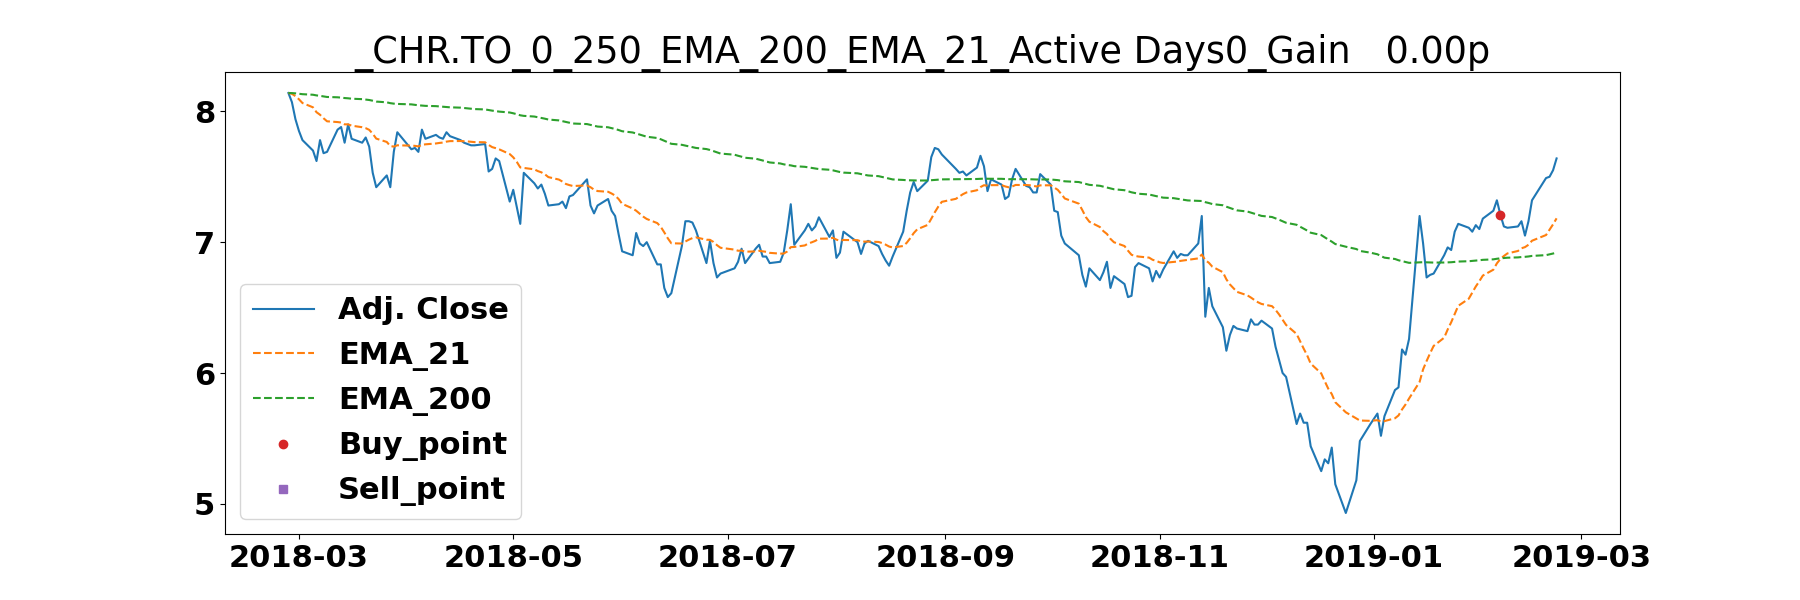 _CHR.TO_0_250_EMA_200_EMA_21_Active Days0_Gain   0.00p
8
7
6
5
Adj. Close
EMA_21
EMA_200
Buy_point
Sell_point
2018-03 2018-05 2018-07 2018-09 2018-11 2019-01 2019-03